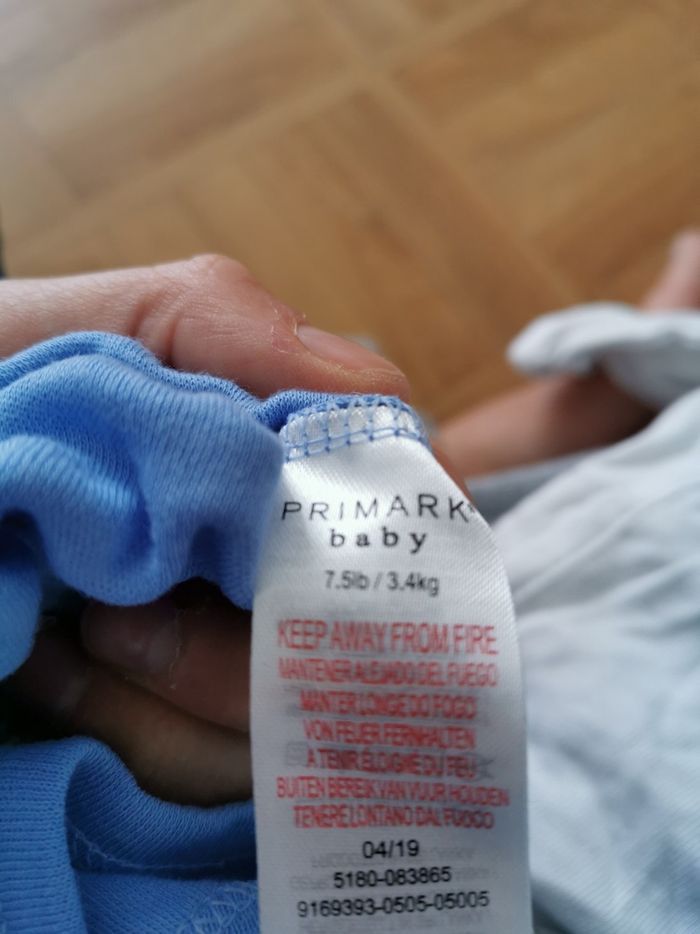 PRIMARK®
baby
7.5lb / 3.4kg
KEEP AWAY FROM FIRE
MANTENER ALEJADO DEL FUEGO
MANTER LONGE DO FOGO
VON FEUER FERNHALTEN
A TENIR ÉLOIGNÉ DU FEU
BUITEN BEREIK VAN VUUR HOUDEN
TENERE LONTANO DAL FUOCO
04/19
5180-083865
9169393-0505-05005